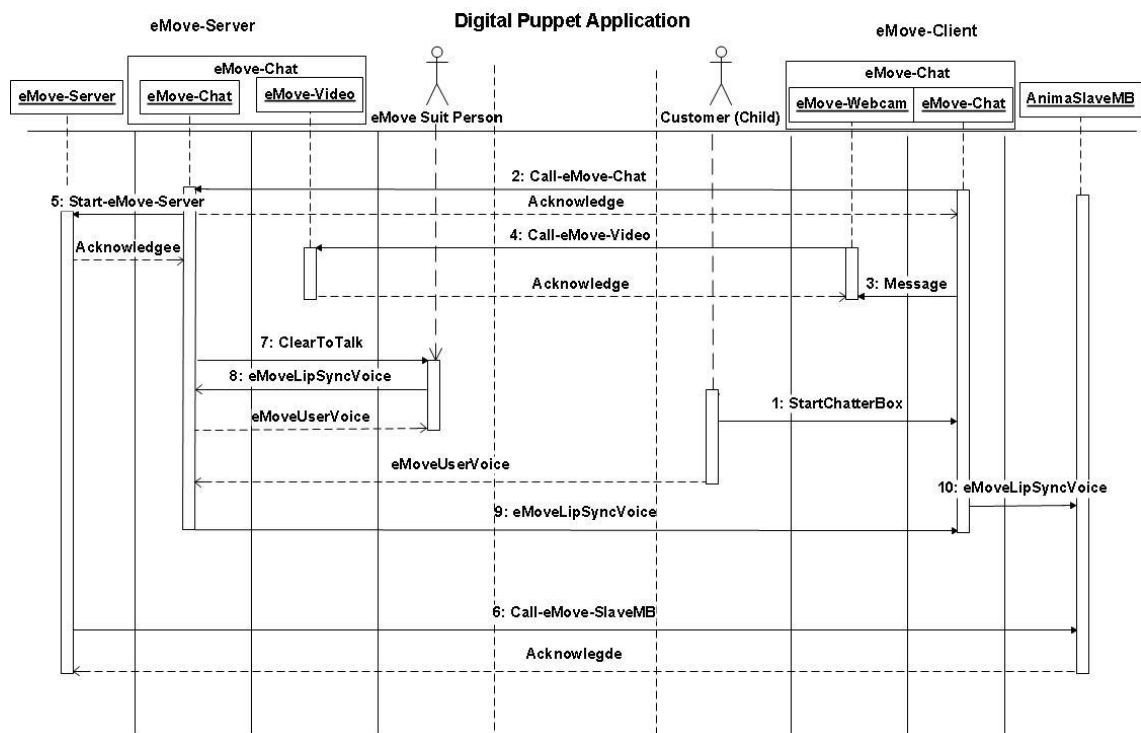 Digital Puppet Application
eMove-Server
eMove-Client
eMove-Chat
eMove-Chat
eMove-Server
eMove-Chat
eMove-Video
eMove Suit Person
Customer (Child)
eMove-Webcam
eMove-Chat
AnimaSlaveMB
2: Call-eMove-Chat
5: Start-eMove-Server
Acknowledge
4: Call-eMove-Video
Acknowledgee
Acknowledge
3: Message
7: ClearToTalk
8: eMoveLipSyncVoice
1: StartChatterBox
eMoveUserVoice
eMoveUserVoice
10: eMoveLipSyncVoice
9: eMoveLipSyncVoice
6: Call-eMove-SlaveMB
Acknowlegde